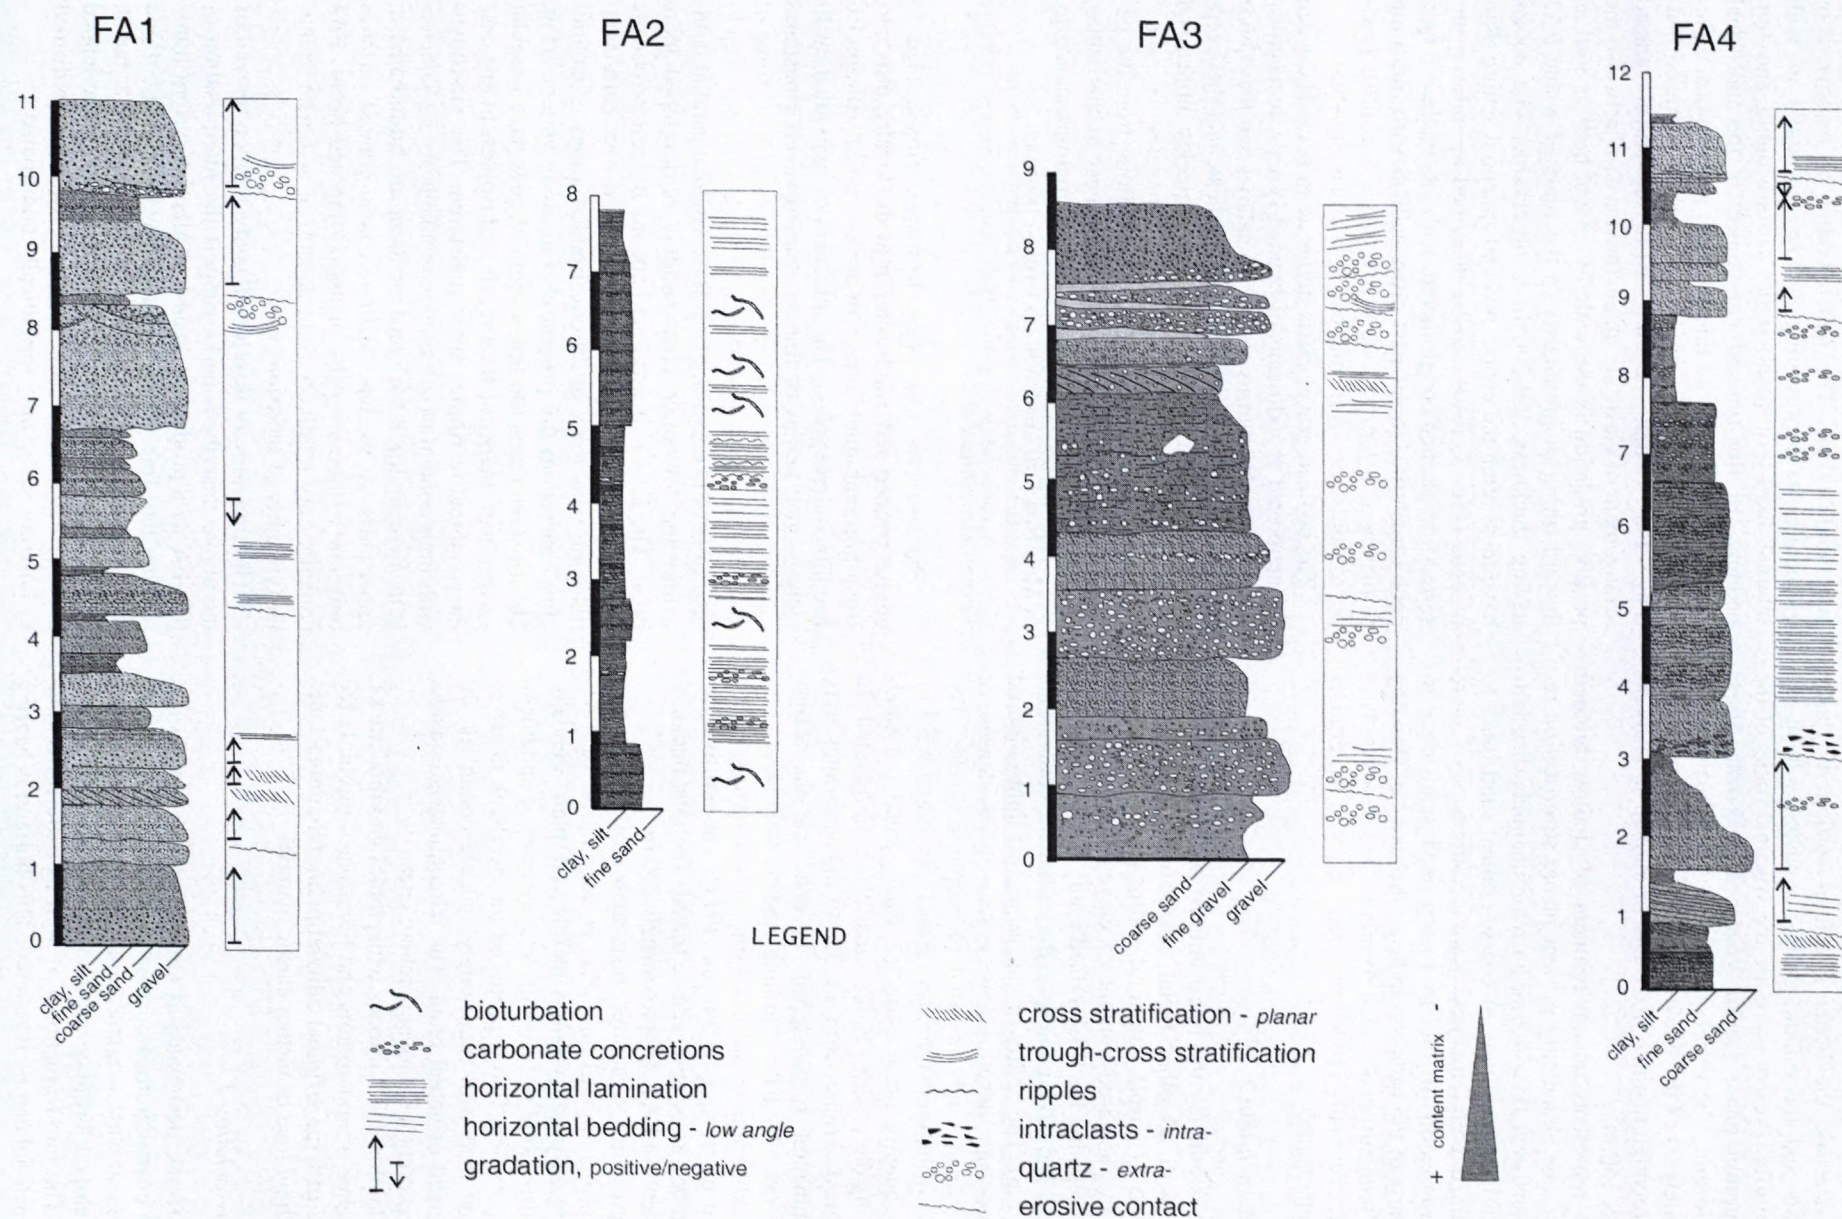 FA1
FA2
FA3
FA4
11
10
9
8
7
6
5
4
3
2
1
0
clay, silt
fine sand
coarse sand
gravel
8
7
6
5
4
3
2
1
0
clay, silt
fine sand
9
8
7
6
5
4
3
2
1
0
coarse sand
fine gravel
gravel
12
11
10
9
8
7
6
5
4
3
2
1
0
clay, silt
fine sand
coarse sand
LEGEND
bioturbation
carbonate concretions
horizontal lamination
horizontal bedding - low angle
gradation, positive/negative
cross stratification - planar
trough-cross stratification
ripples
intraclasts - intra-
quartz - extra-
erosive contact
+ content matrix -